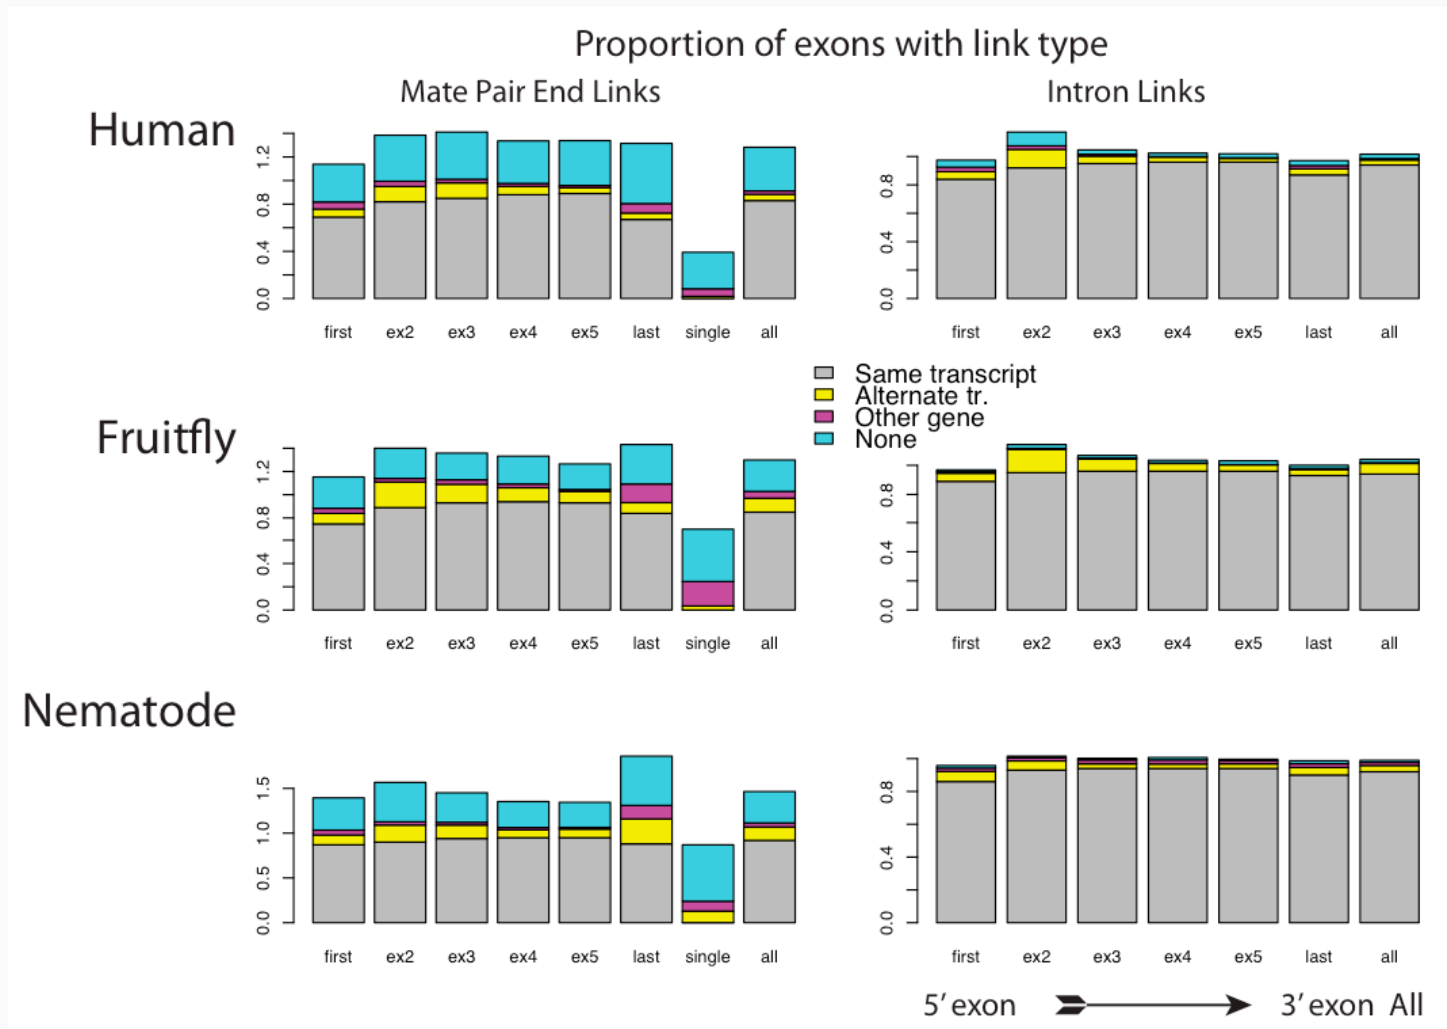 Proportion of exons with link type
Mate Pair End Links
Intron Links
Human
0.0 0.4 0.8 1.2
first ex2 ex3 ex4 ex5 last single all
0.0 0.4 0.8
first ex2 ex3 ex4 ex5 last all
Same transcript
Alternate tr.
Other gene
None
Fruitfly
0.0 0.4 0.8 1.2
first ex2 ex3 ex4 ex5 last single all
0.0 0.4 0.8
first ex2 ex3 ex4 ex5 last all
Nematode
0.0 0.5 1.0 1.5
first ex2 ex3 ex4 ex5 last single all
0.0 0.4 0.8
first ex2 ex3 ex4 ex5 last all
5′ exon 3′ exon All